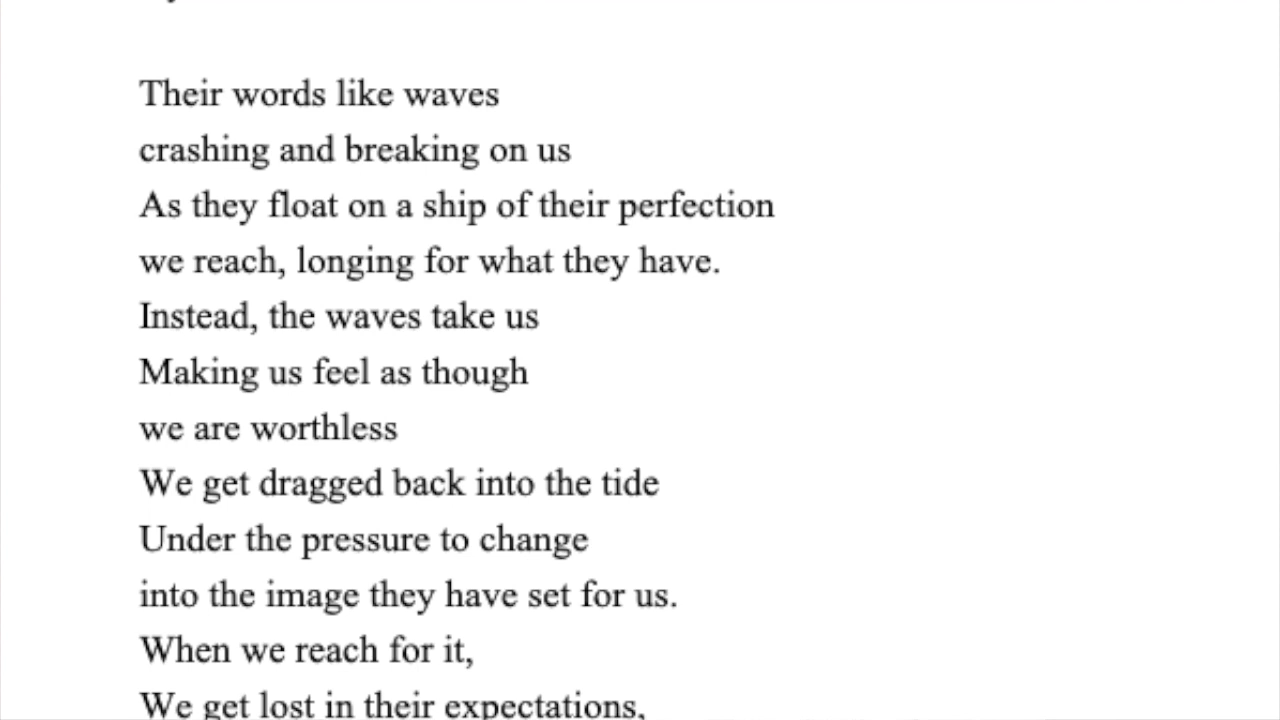 Their words like waves
crashing and breaking on us
As they float on a ship of their perfection
we reach, longing for what they have.
Instead, the waves take us
Making us feel as though
we are worthless
We get dragged back into the tide
Under the pressure to change
into the image they have set for us.
When we reach for it,
We get lost in their expectations,